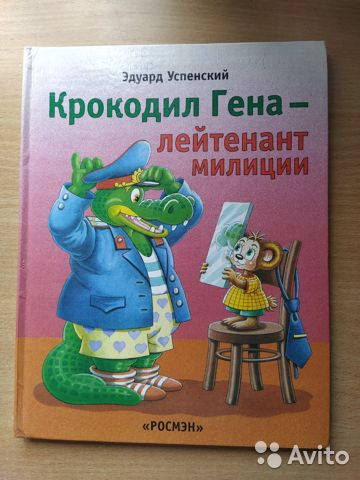 Эдуард Успенский
Крокодил Гена –
лейтенант
милиции
«РОСМЭН»
Avito